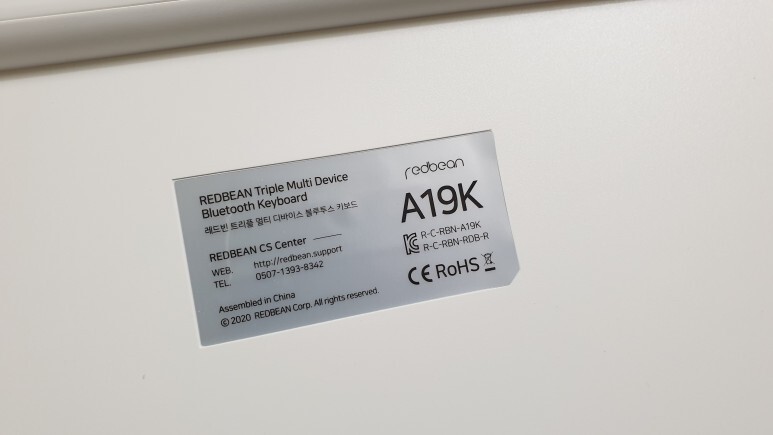 REDBEAN Triple Multi Device
Bluetooth Keyboard
레드빈 트리플 멀티 디바이스 블루투스 키보드
REDBEAN CS Center
WEB. http://redbean.support
TEL. 0507-1393-8342
Assembled in China
© 2020 REDBEAN Corp. All rights reserved.
redbean
A19K
R-C-RBN-A19K
R-C-RBN-RDB-R
CE RoHS